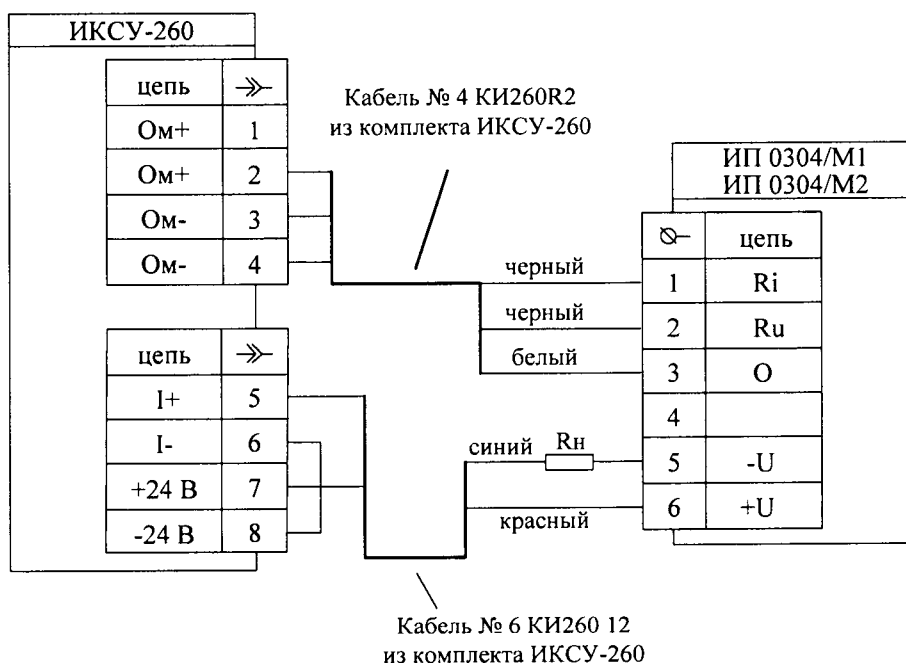 ИКСУ-260
цепь
Ом+ 1
Ом+ 2
Ом- 3
Ом- 4
цепь
I+ 5
I- 6
+24 В 7
-24 В 8
Кабель № 4 КИ260R2
из комплекта ИКСУ-260
ИП 0304/М1
ИП 0304/М2
цепь
черный 1 Ri
черный 2 Ru
белый 3 О
4
синий Rн 5 -U
красный 6 +U
Кабель № 6 КИ260 12
из комплекта ИКСУ-260